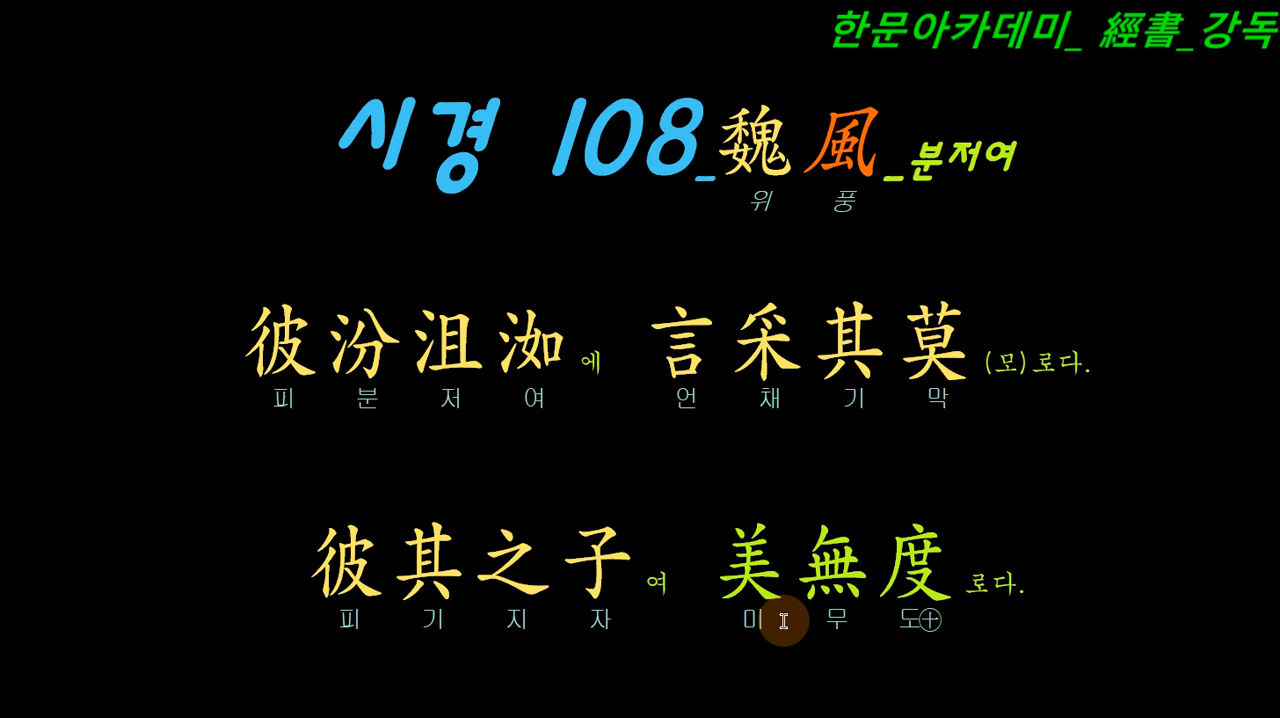 한문아카데미_ 經書_강독
시경 108_魏風_분저여
위 풍
彼汾沮洳에 言采其莫(모)로다.
피 분 저 여 언 채 기 막
彼其之子여 美無度로다.
피 기 지 자 미 무 도